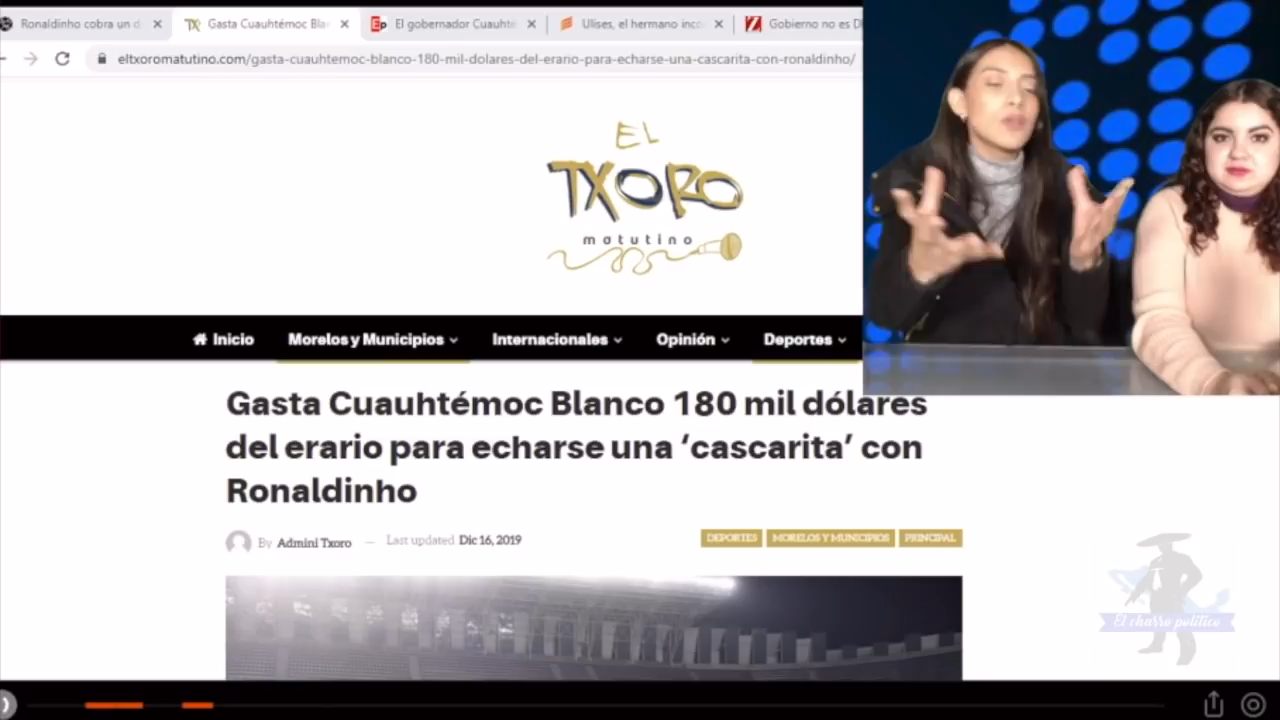 Ronaldinho cobra un d
Gasta Cuauhtémoc Bla
El gobernador Cuauhté
Ulises, el hermano incó
Gobierno no es D
eltxoromatutino.com/gasta-cuauhtemoc-blanco-180-mil-dolares-del-erario-para-echarse-una-cascarita-con-ronaldinho/
EL
TXORO
matutino
Inicio
Morelos y Municipios
Internacionales
Opinión
Deportes
Gasta Cuauhtémoc Blanco 180 mil dólares
del erario para echarse una ‘cascarita’ con
Ronaldinho
By Admini Txoro — Last updated Dic 16, 2019
DEPORTES
MORELOS Y MUNICIPIOS
PRINCIPAL
El charro político